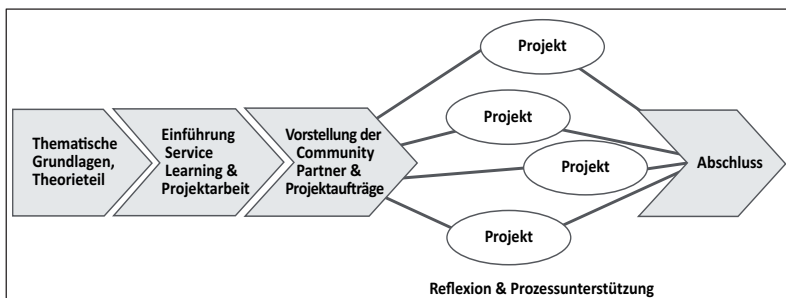 Thematische
Grundlagen,
Theorieteil
Einführung
Service
Learning &
Projektarbeit
Vorstellung der
Community
Partner &
Projektaufträge
Projekt
Projekt
Projekt
Projekt
Abschluss
Reflexion & Prozessunterstützung